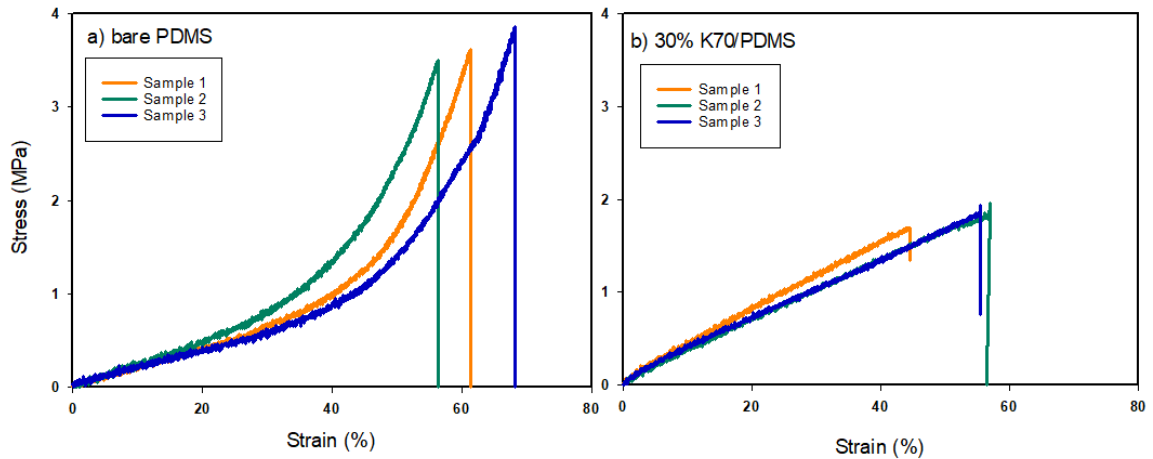 a) bare PDMS
Sample 1
Sample 2
Sample 3
4
3
2
1
0
0
20
40
60
80
Stress (MPa)
Strain (%)
b) 30% K70/PDMS
Sample 1
Sample 2
Sample 3
4
3
2
1
0
0
20
40
60
80
Strain (%)